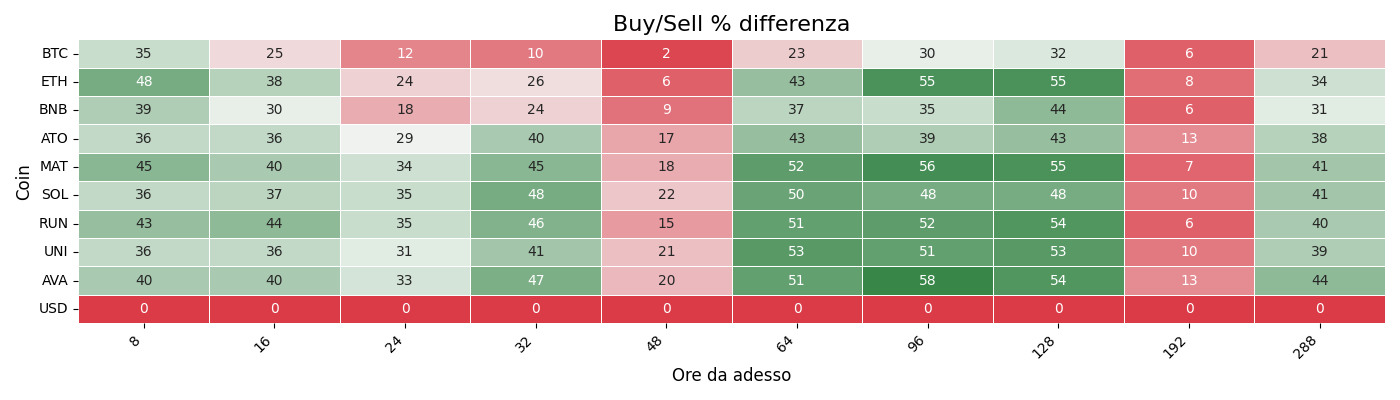 Buy/Sell % differenza
Coin
BTC 35 25 12 10 2 23 30 32 6 21
ETH 48 38 24 26 6 43 55 55 8 34
BNB 39 30 18 24 9 37 35 44 6 31
ATO 36 36 29 40 17 43 39 43 13 38
MAT 45 40 34 45 18 52 56 55 7 41
SOL 36 37 35 48 22 50 48 48 10 41
RUN 43 44 35 46 15 51 52 54 6 40
UNI 36 36 31 41 21 53 51 53 10 39
AVA 40 40 33 47 20 51 58 54 13 44
USD 0 0 0 0 0 0 0 0 0 0
8 16 24 32 48 64 96 128 192 288
Ore da adesso